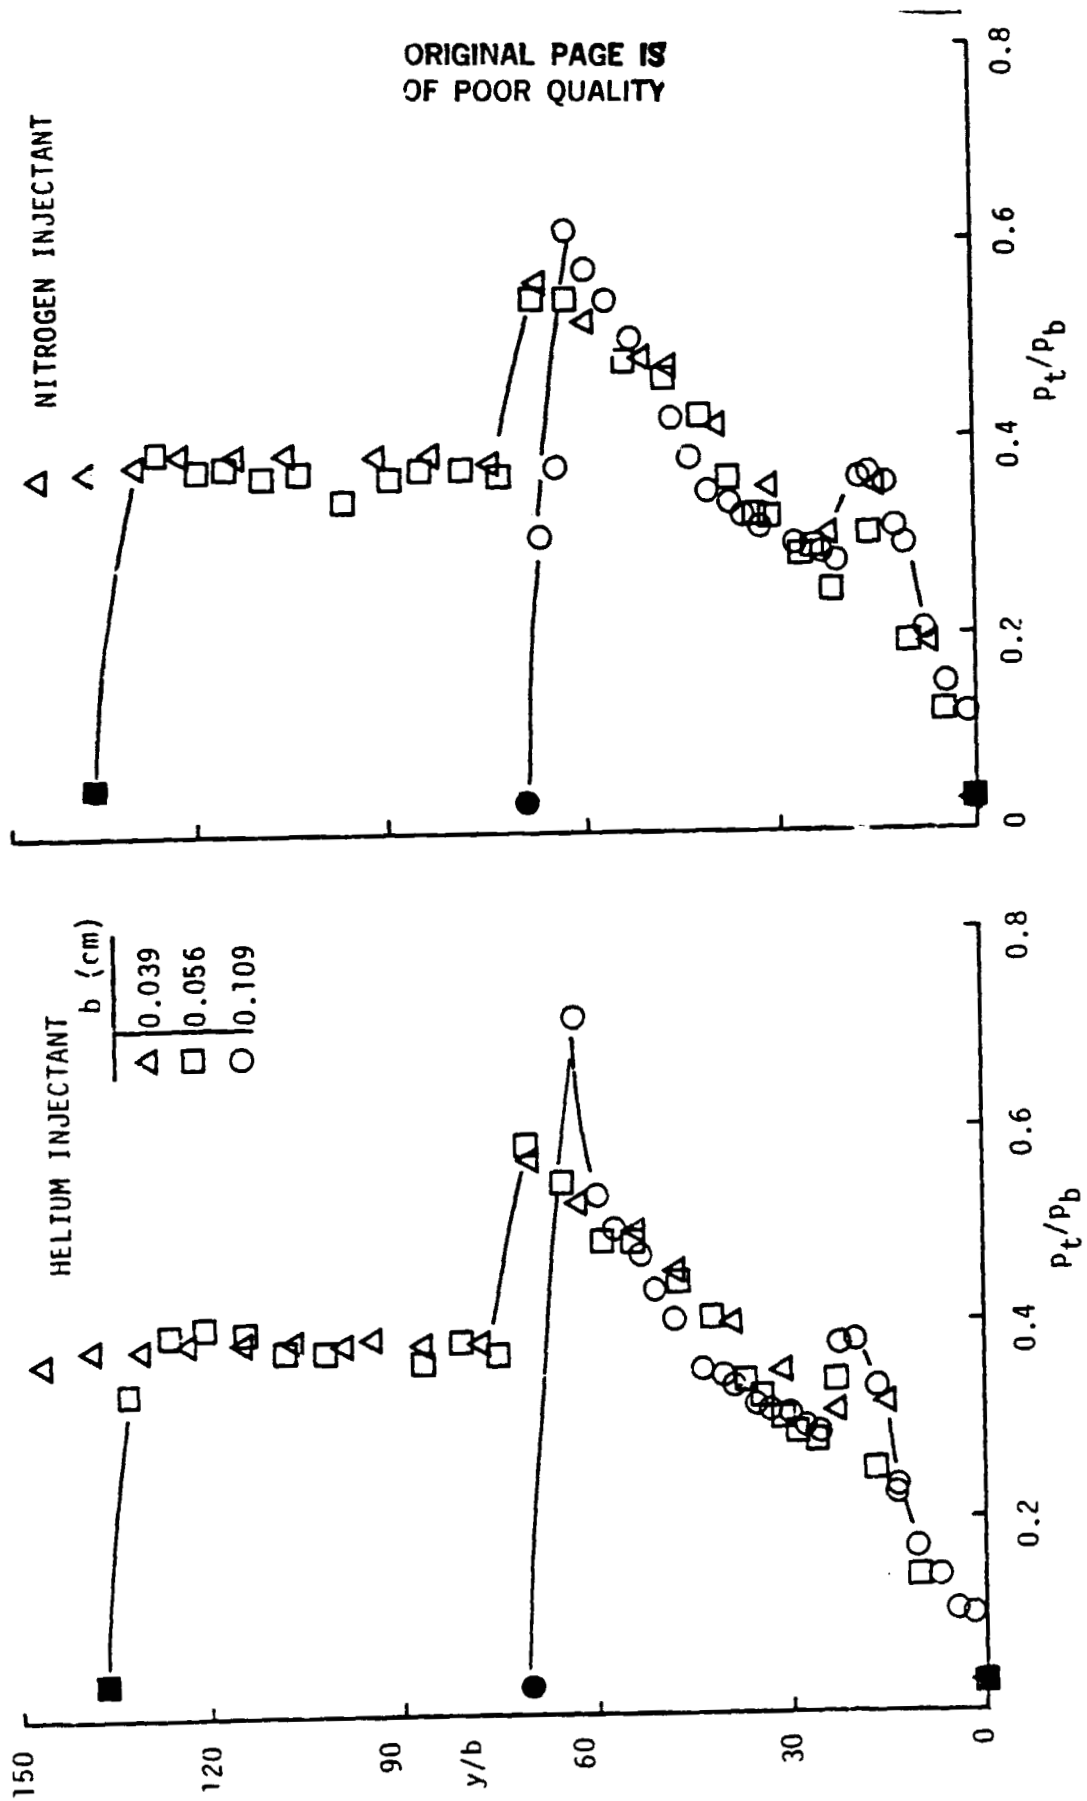 ORIGINAL PAGE IS
OF POOR QUALITY
HELIUM INJECTANT
b (cm)
0.039
0.056
0.109
150
120
90
y/b
60
30
0
0.2
0.4
0.6
0.8
pt/pb
NITROGEN INJECTANT
0
0.2
0.4
0.6
0.8
pt/pb